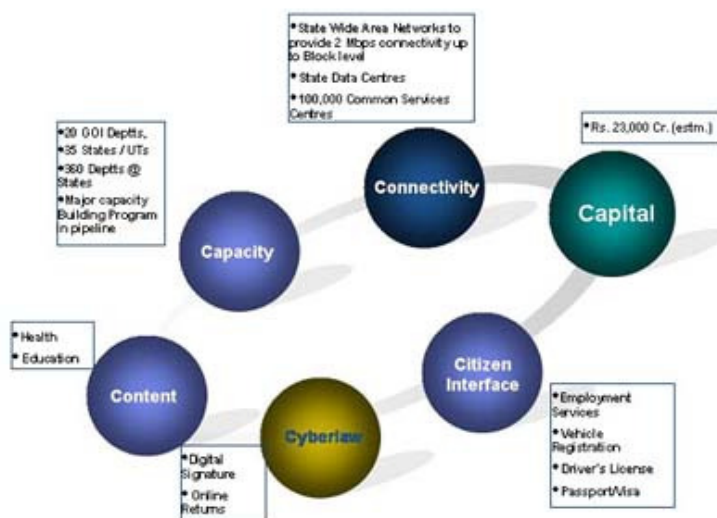 • State Wide Area Networks to
provide 2 Mbps connectivity up
to Block level
• State Data Centres
• 100,000 Common Services
Centres
Connectivity
• Rs. 23,000 Cr. (estm.)
Capital
• 20 GOI Deptts,
• 35 States / UTs
• 360 Deptts @
States
• Major capacity
Building Program
in pipeline
Capacity
• Health
• Education
Content
Citizen
Interface
• Employment
Services
• Vehicle
Registration
• Driver's License
• Passport/Visa
Cyberlaw
• Digital
Signature
• Online
Returns